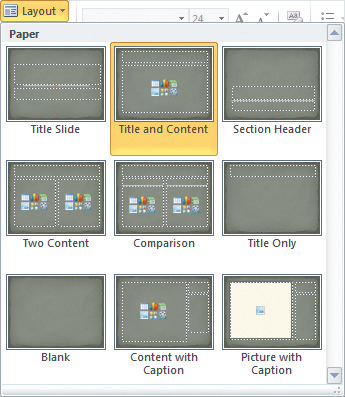 Layout
24
Paper
Title Slide
Title and Content
Section Header
Two Content
Comparison
Title Only
Blank
Content with
Caption
Picture with
Caption